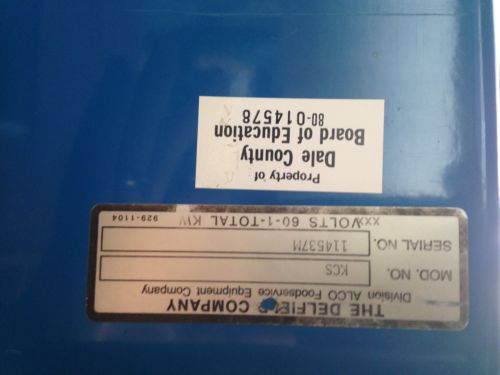 THE DELFIELD COMPANY
Division ALCO Foodservice Equipment Company
MOD. NO. KCS
SERIAL NO. 114537M
xxxVOLTS 60-1-TOTAL KW 929-1104
Property of
Dale County
Board of Education
80-014578